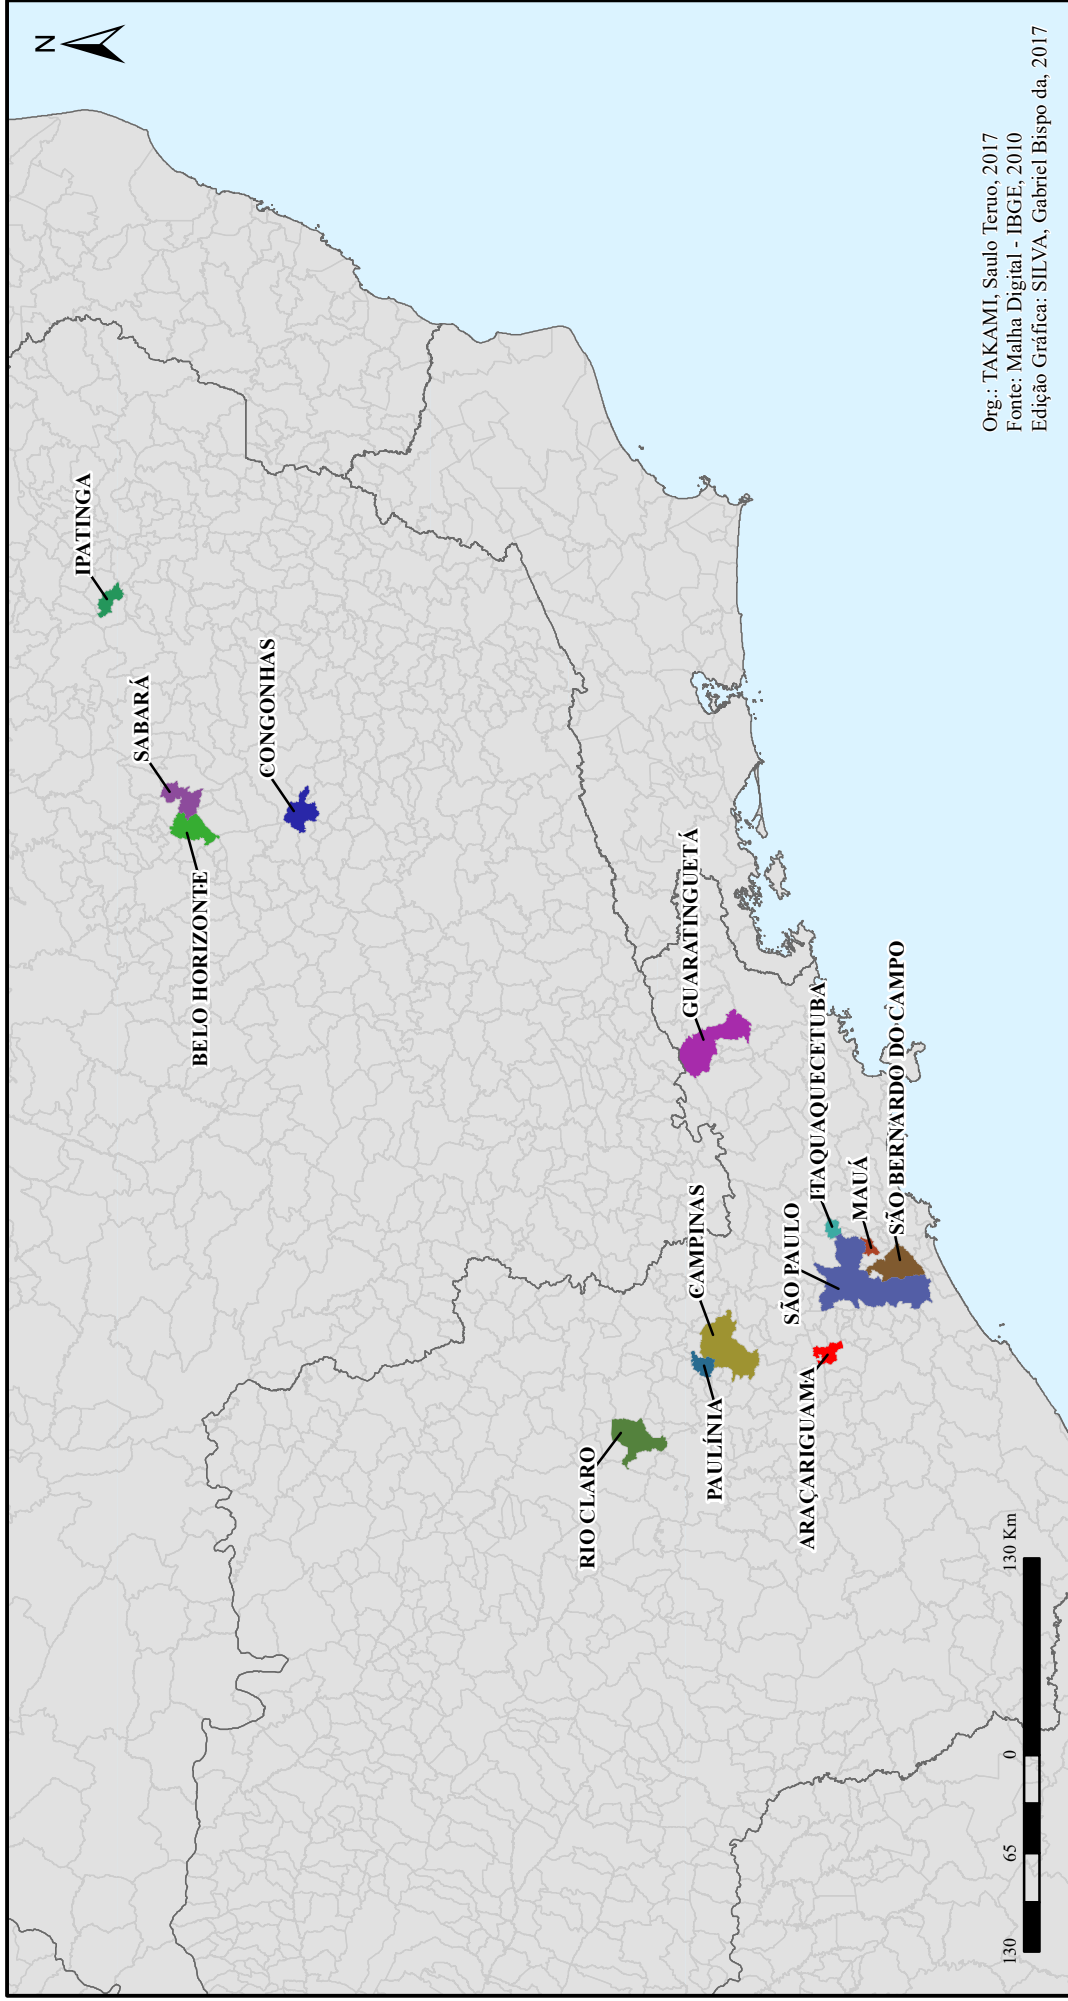 N
IPATINGA
SABARÁ
BELO HORIZONTE
CONGONHAS
GUARATINGUETÁ
RIO CLARO
CAMPINAS
PAULÍNIA
ITAQUAQUECETUBA
SÃO PAULO
MAUÁ
ARAÇARIGUAMA
SÃO BERNARDO DO CAMPO
130 65 0 130 Km
Org.: TAKAMI, Saulo Teruo, 2017
Fonte: Malha Digital - IBGE, 2010
Edição Gráfica: SILVA, Gabriel Bispo da, 2017